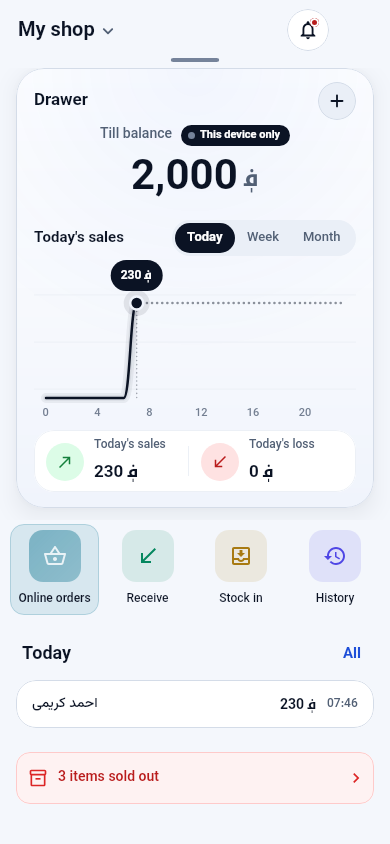 My shop
Drawer
Till balance
This device only
2,000 ؋
Today's sales
Today
Week
Month
230 ؋
0
4
8
12
16
20
Today's sales
230 ؋
Today's loss
0 ؋
Online orders
Receive
Stock in
History
Today
All
احمد کریمی
230 ؋
07:46
3 items sold out